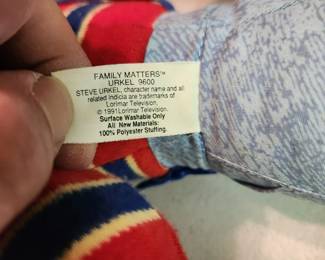 FAMILY MATTERS™
URKEL 9600
STEVE URKEL, character name and all
related indicia are trademarks of
Lorimar Television.
© 1991 Lorimar Television.
Surface Washable Only
All New Materials:
100% Polyester Stuffing.